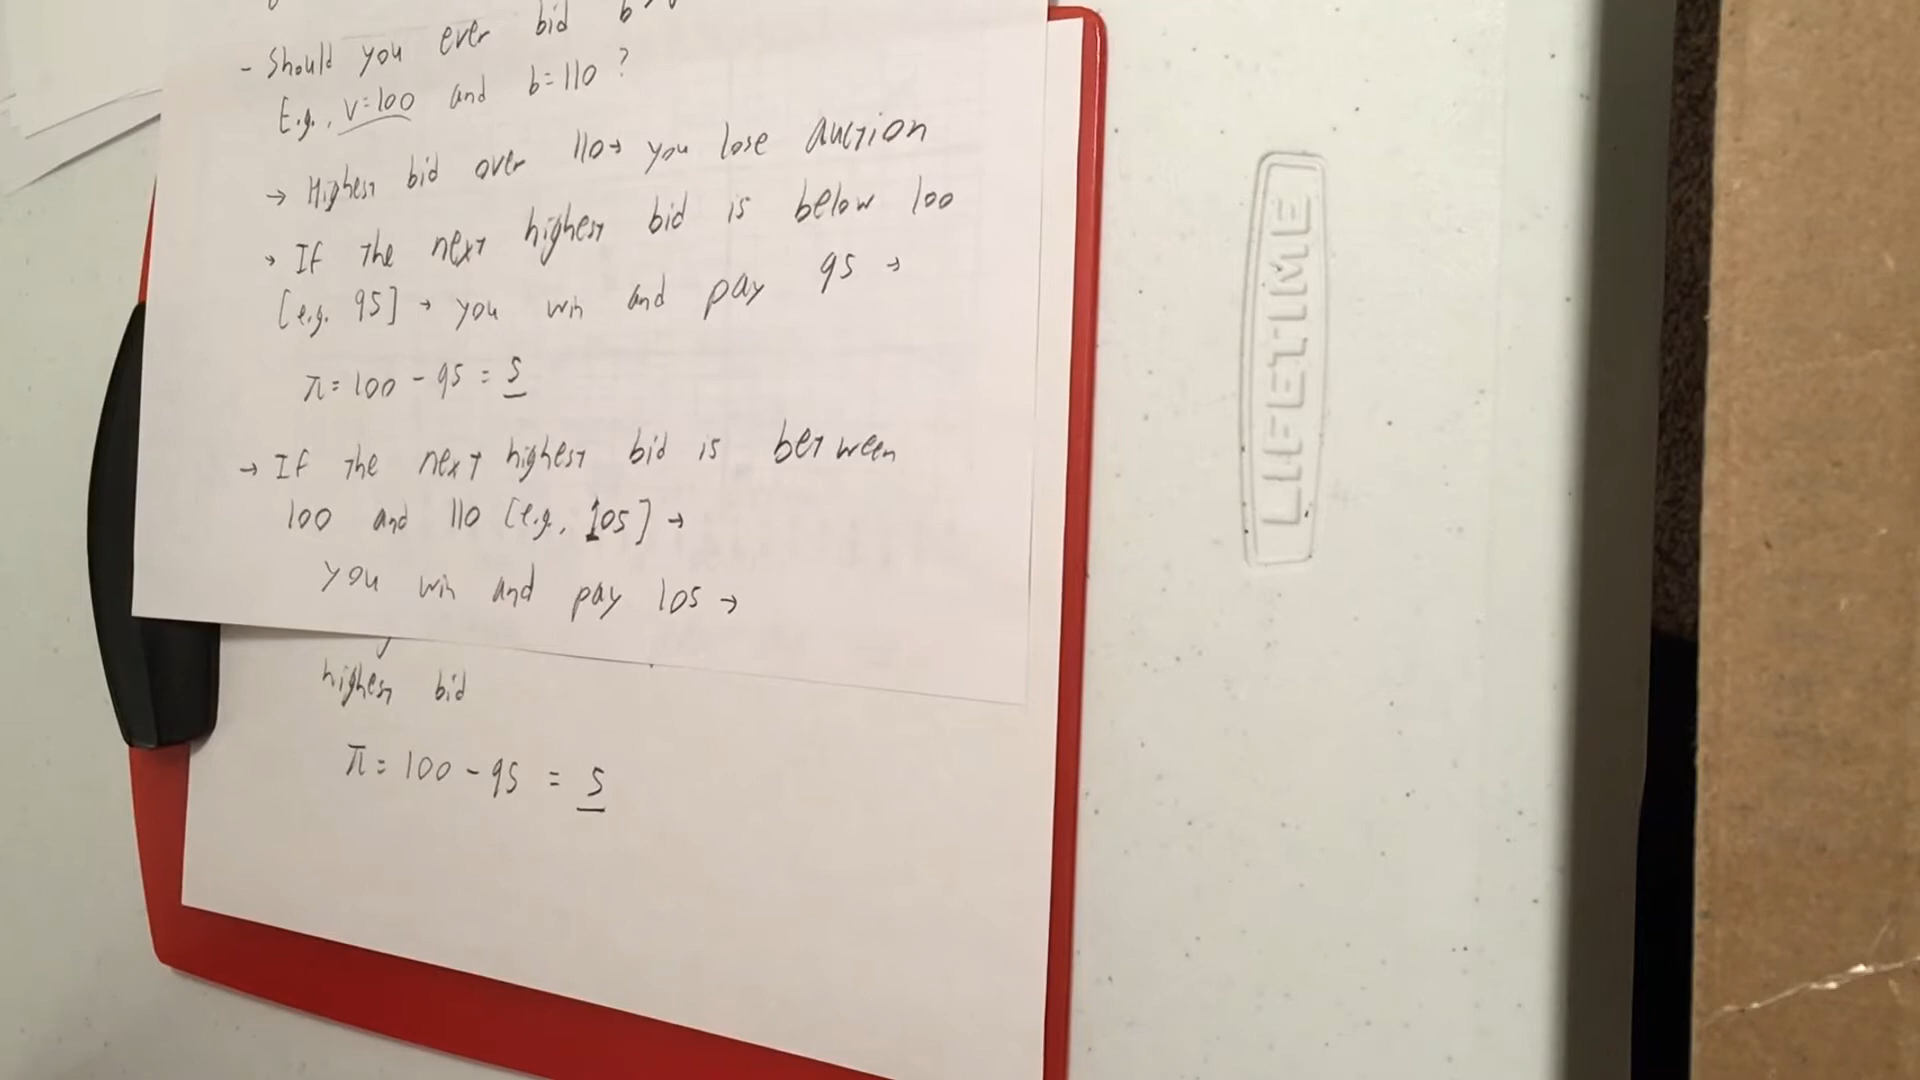 - Should you ever bid b>v
E.g., v=100 and b=110 ?
→ Highest bid over 110→ you lose auction
→ If the next highest bid is below 100
[e.g. 95] → you win and pay 95 →
π = 100 - 95 = 5
→ If the next highest bid is between
100 and 110 [e.g. 105] →
you win and pay 105 →
highest bid
π = 100 - 95 = 5
LIFETIME